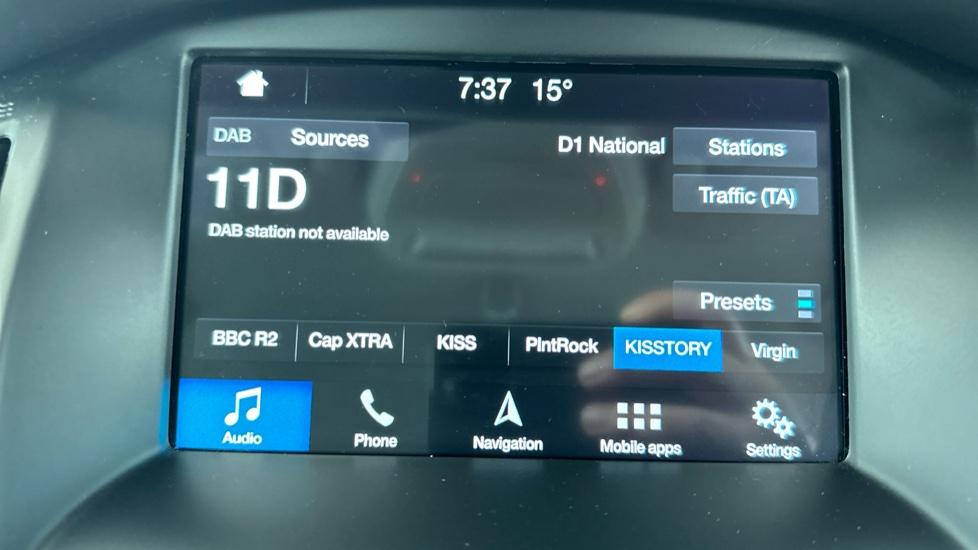 7:37 15°
DAB Sources D1 National Stations
11D Traffic (TA)
DAB station not available
Presets
BBC R2 Cap XTRA KISS PlntRock KISSTORY Virgin
Audio Phone Navigation Mobile apps Settings